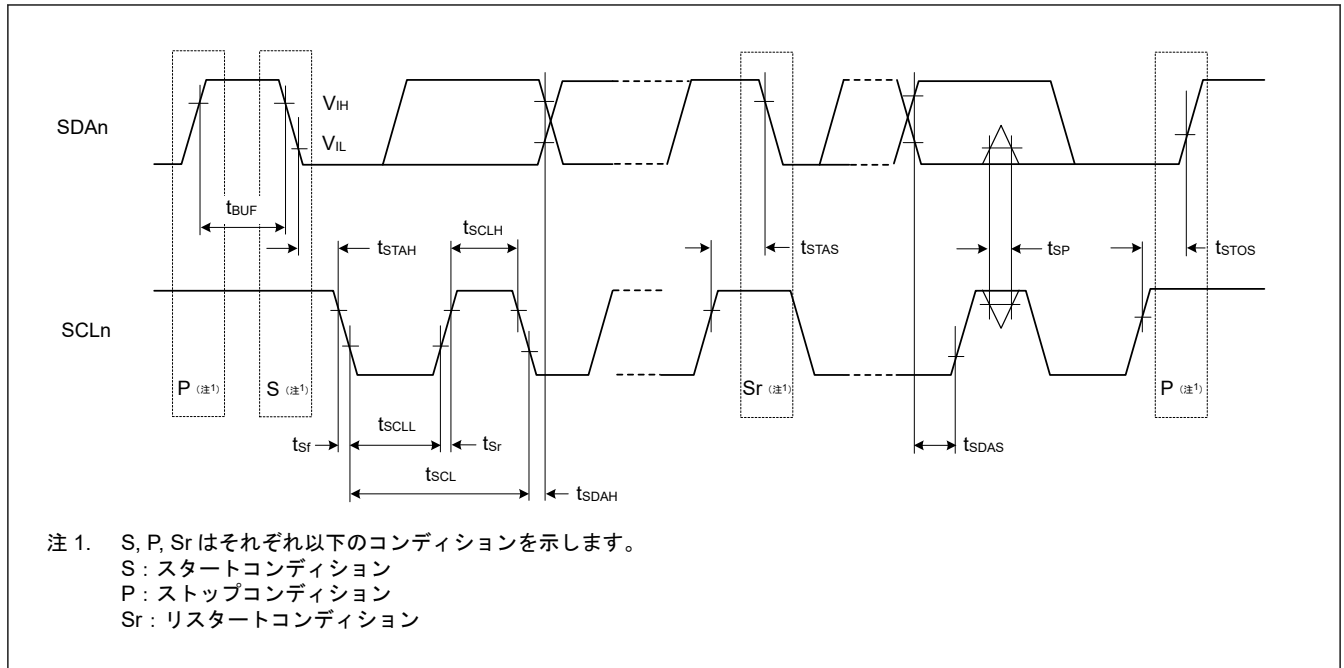 SDAn
VIH
VIL
tBUF
tSTAH
tSCLH
tSTAS
tSP
tSTOS
SCLn
P（注1）
S（注1）
Sr（注1）
P（注1）
tSf
tSCLL
tSr
tSDAS
tSCL
tSDAH
注 1. S, P, Sr はそれぞれ以下のコンディションを示します。
S：スタートコンディション
P：ストップコンディション
Sr：リスタートコンディション